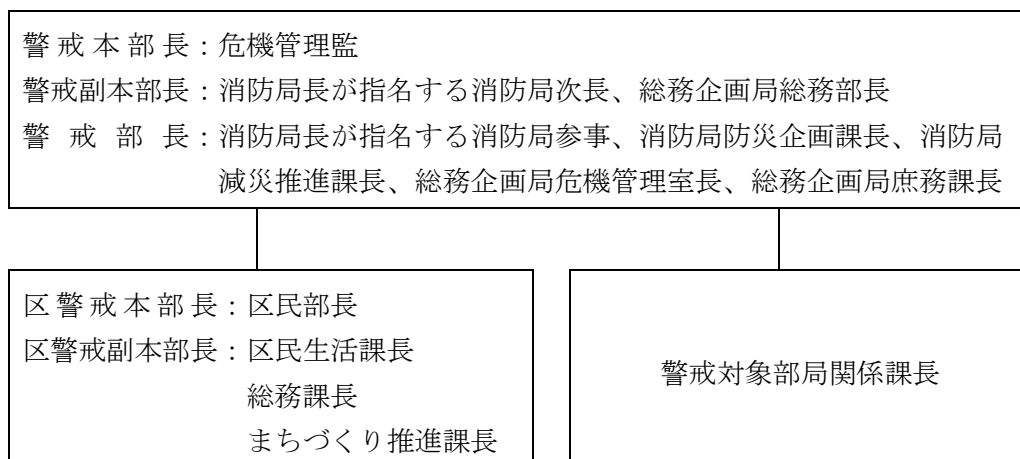 警戒本部長：危機管理監
警戒副本部長：消防局長が指名する消防局次長、総務企画局総務部長
警戒部長：消防局長が指名する消防局参事、消防局防災企画課長、消防局
減災推進課長、総務企画局危機管理室長、総務企画局庶務課長
区警戒本部長：区民部長
区警戒副本部長：区民生活課長
総務課長
まちづくり推進課長
警戒対象部局関係課長